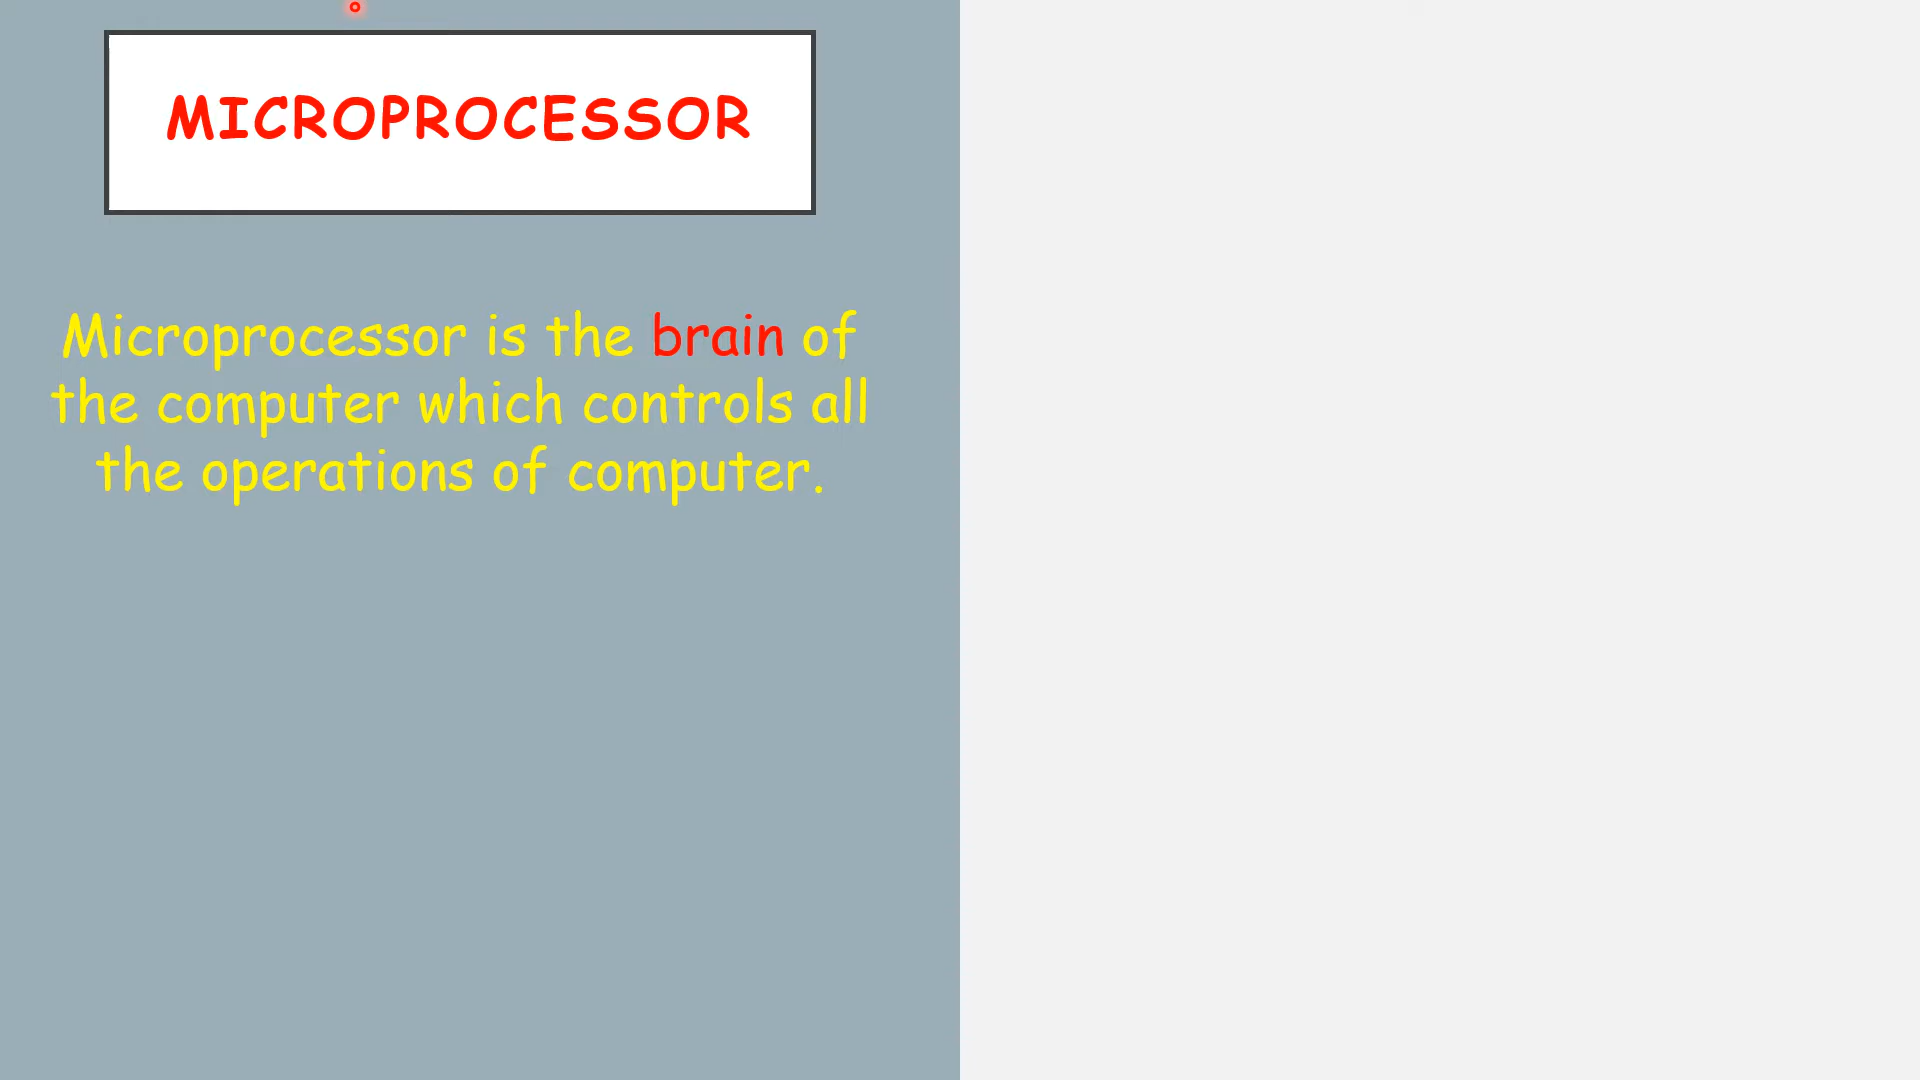 MICROPROCESSOR
Microprocessor is the brain of
the computer which controls all
the operations of computer.